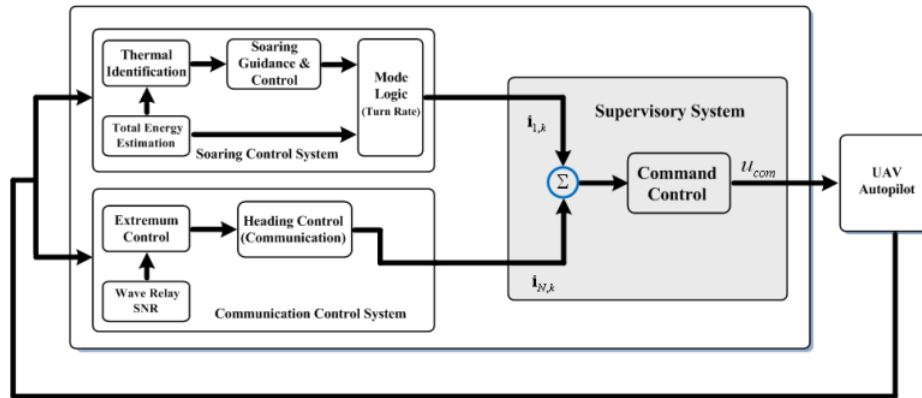 Thermal
Identification
Soaring
Guidance &
Control
Mode
Logic
(Turn Rate)
Total Energy
Estimation
Soaring Control System
Extremum
Control
Heading Control
(Communication)
Wave Relay
SNR
Communication Control System
Supervisory System
i1,k
Σ
Command
Control
iN,k
ucom
UAV
Autopilot